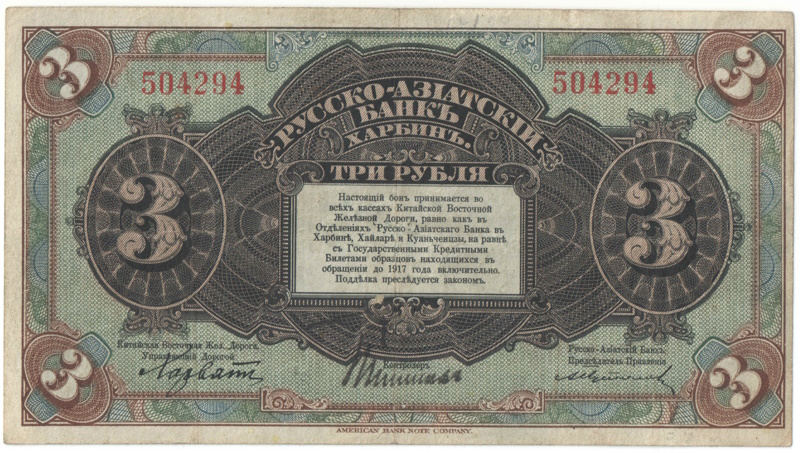 3 3
504294 504294
РУССКО-АЗІАТСКІЙ
БАНКЪ
ХАРБИНЪ.
ТРИ РУБЛЯ
3 3
Настоящій бонъ принимается во
всѣхъ кассахъ Китайской Восточной
Желѣзной Дороги, равно какъ въ
Отдѣленіяхъ Русско-Азіатскаго Банка въ
Харбинѣ, Хайларѣ и Куаньченцзы, на равнѣ
съ Государственными Кредитными
Билетами образцовъ находящихся въ
обращеніи до 1917 года включительно.
Поддѣлка преслѣдуется закономъ.
Китайская Восточная Жел. Дорога.
Управляющій Дорогой
Контролеръ
Русско-Азіатскій Банкъ.
Предсѣдатель Правленія
3 3
AMERICAN BANK NOTE COMPANY.